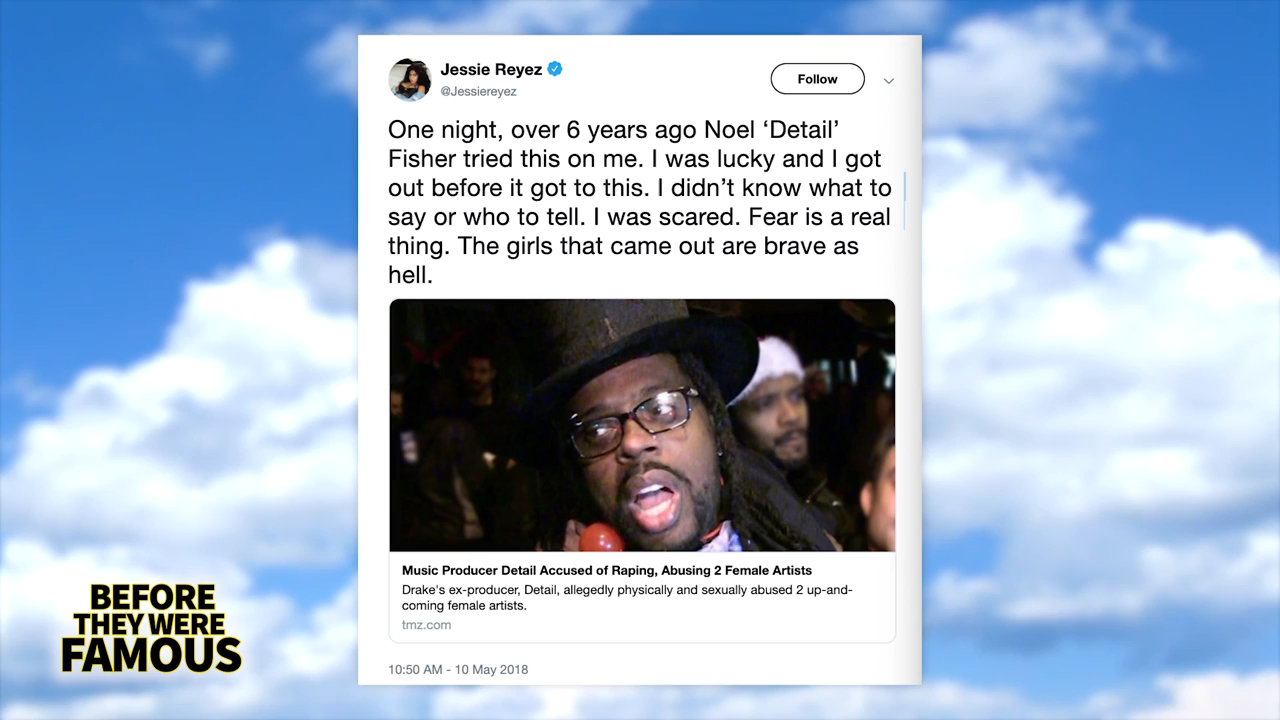 Jessie Reyez
@Jessiereyez
Follow
One night, over 6 years ago Noel ‘Detail’
Fisher tried this on me. I was lucky and I got
out before it got to this. I didn’t know what to
say or who to tell. I was scared. Fear is a real
thing. The girls that came out are brave as
hell.
Music Producer Detail Accused of Raping, Abusing 2 Female Artists
Drake's ex-producer, Detail, allegedly physically and sexually abused 2 up-and-
coming female artists.
tmz.com
10:50 AM - 10 May 2018
BEFORE
THEY WERE
FAMOUS